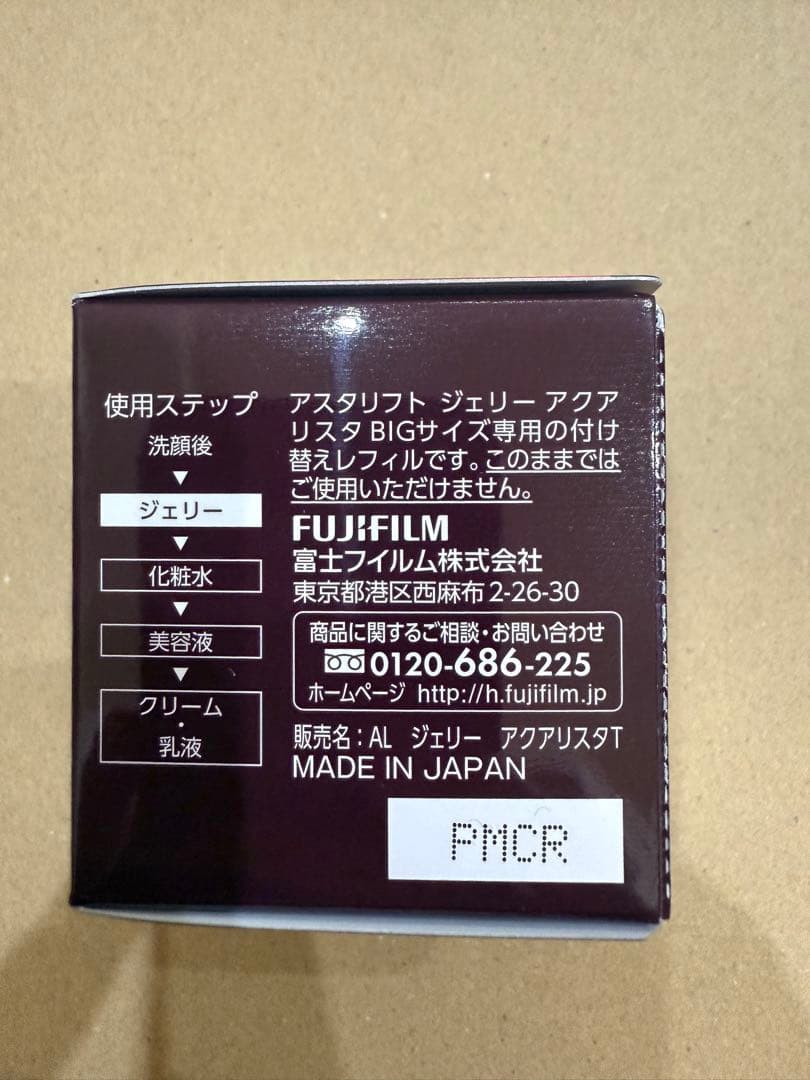 使用ステップ
洗顔後
▼
ジェリー
▼
化粧水
▼
美容液
▼
クリーム
・
乳液
アスタリフト ジェリー アクア
リスタ BIGサイズ専用の付け
替えレフィルです。このままでは
ご使用いただけません。
FUJIFILM
富士フイルム株式会社
東京都港区西麻布2-26-30
商品に関するご相談・お問い合わせ
0120-686-225
ホームページ http://h.fujifilm.jp
販売名：AL ジェリー アクアリスタT
MADE IN JAPAN
PMCR